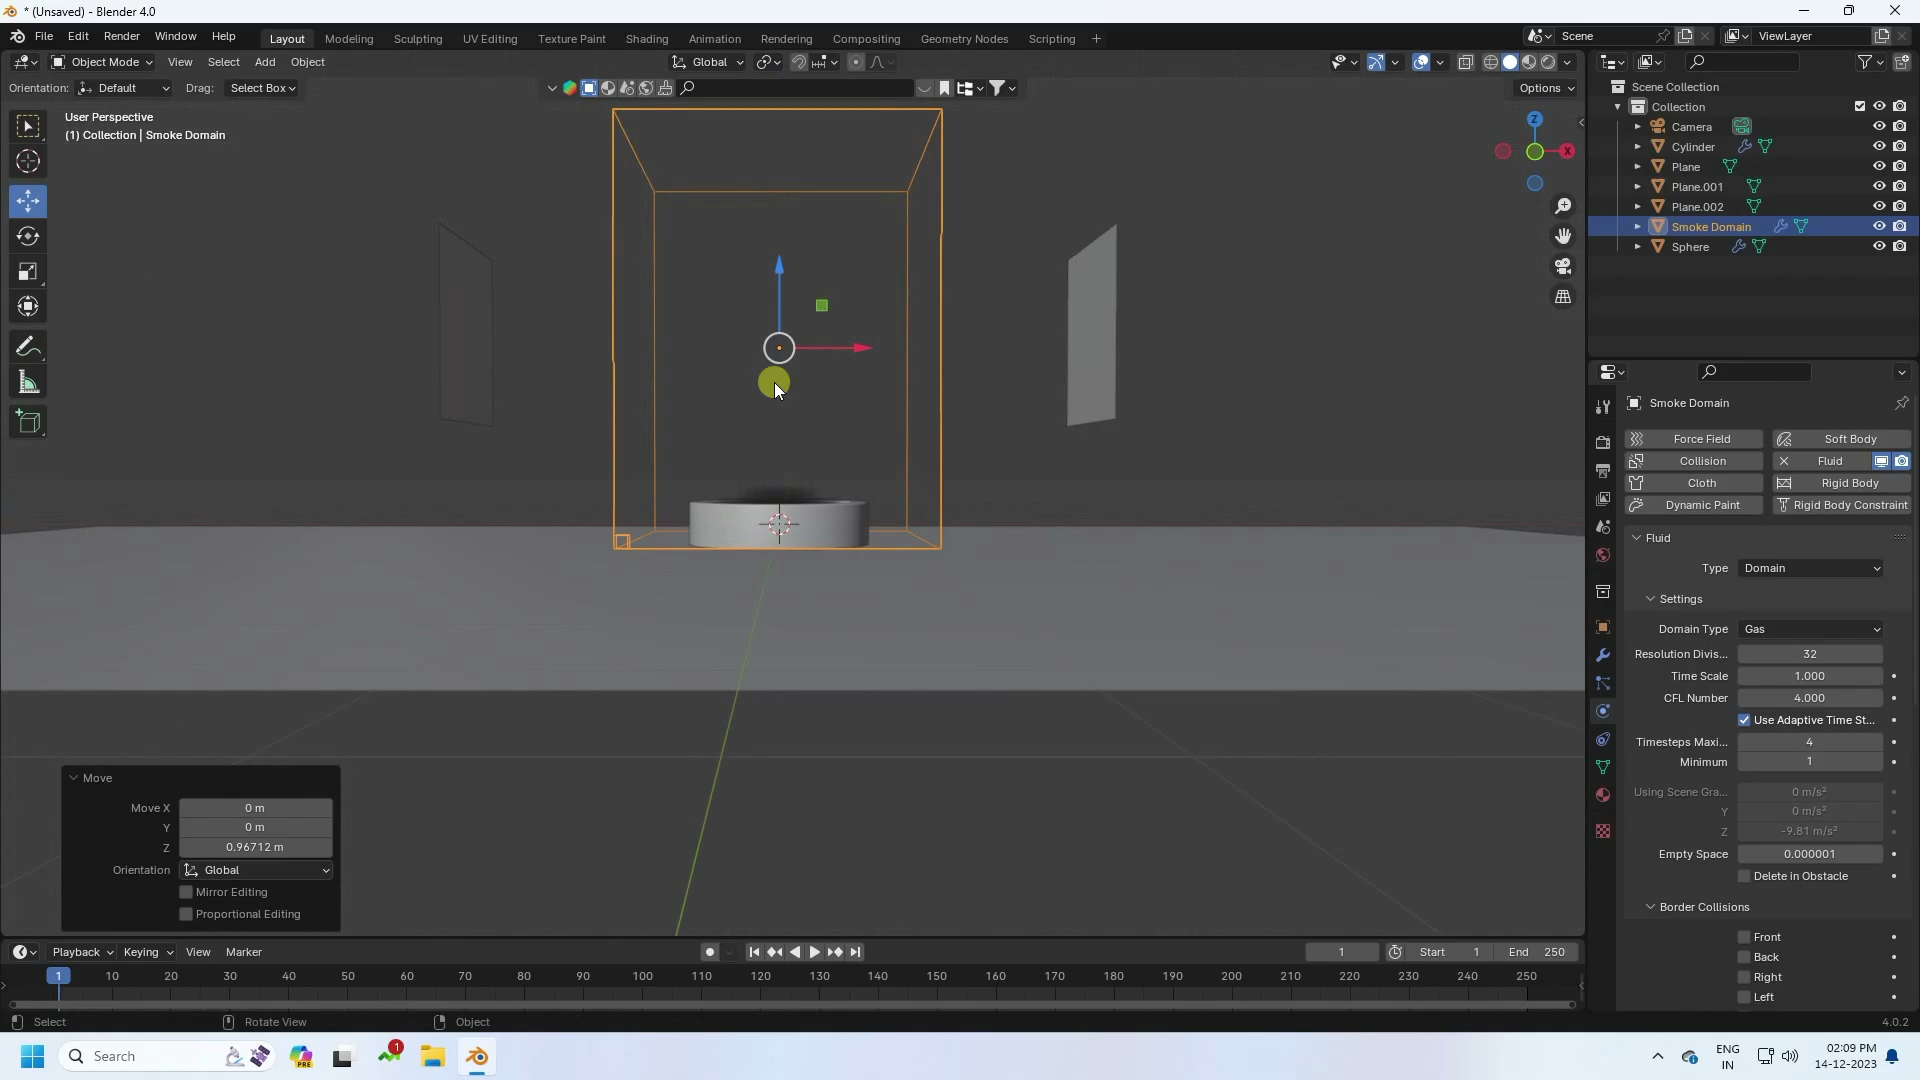 * (Unsaved) - Blender 4.0
File Edit Render Window Help Layout Modeling Sculpting UV Editing Texture Paint Shading Animation Rendering Compositing Geometry Nodes Scripting + Scene ViewLayer
Object Mode View Select Add Object Global
Orientation: Default Drag: Select Box Options
User Perspective
(1) Collection | Smoke Domain
Z
X
Scene Collection
Collection
Camera
Cylinder
Plane
Plane.001
Plane.002
Smoke Domain
Sphere
Smoke Domain
Force Field Soft Body
Collision Fluid
Cloth Rigid Body
Dynamic Paint Rigid Body Constraint
Fluid
Type Domain
Settings
Domain Type Gas
Resolution Divis... 32
Time Scale 1.000
CFL Number 4.000
Use Adaptive Time St...
Timesteps Maxi... 4
Minimum 1
Using Scene Gra... 0 m/s²
Y 0 m/s²
Z -9.81 m/s²
Empty Space 0.000001
Delete in Obstacle
Border Collisions
Front
Back
Right
Left
Move
Move X 0 m
Y 0 m
Z 0.96712 m
Orientation Global
Mirror Editing
Proportional Editing
Playback Keying View Marker 1 Start 1 End 250
1 10 20 30 40 50 60 70 80 90 100 110 120 130 140 150 160 170 180 190 200 210 220 230 240 250
Select Rotate View Object 4.0.2
Search PRE 1 ENG IN 02:09 PM 14-12-2023